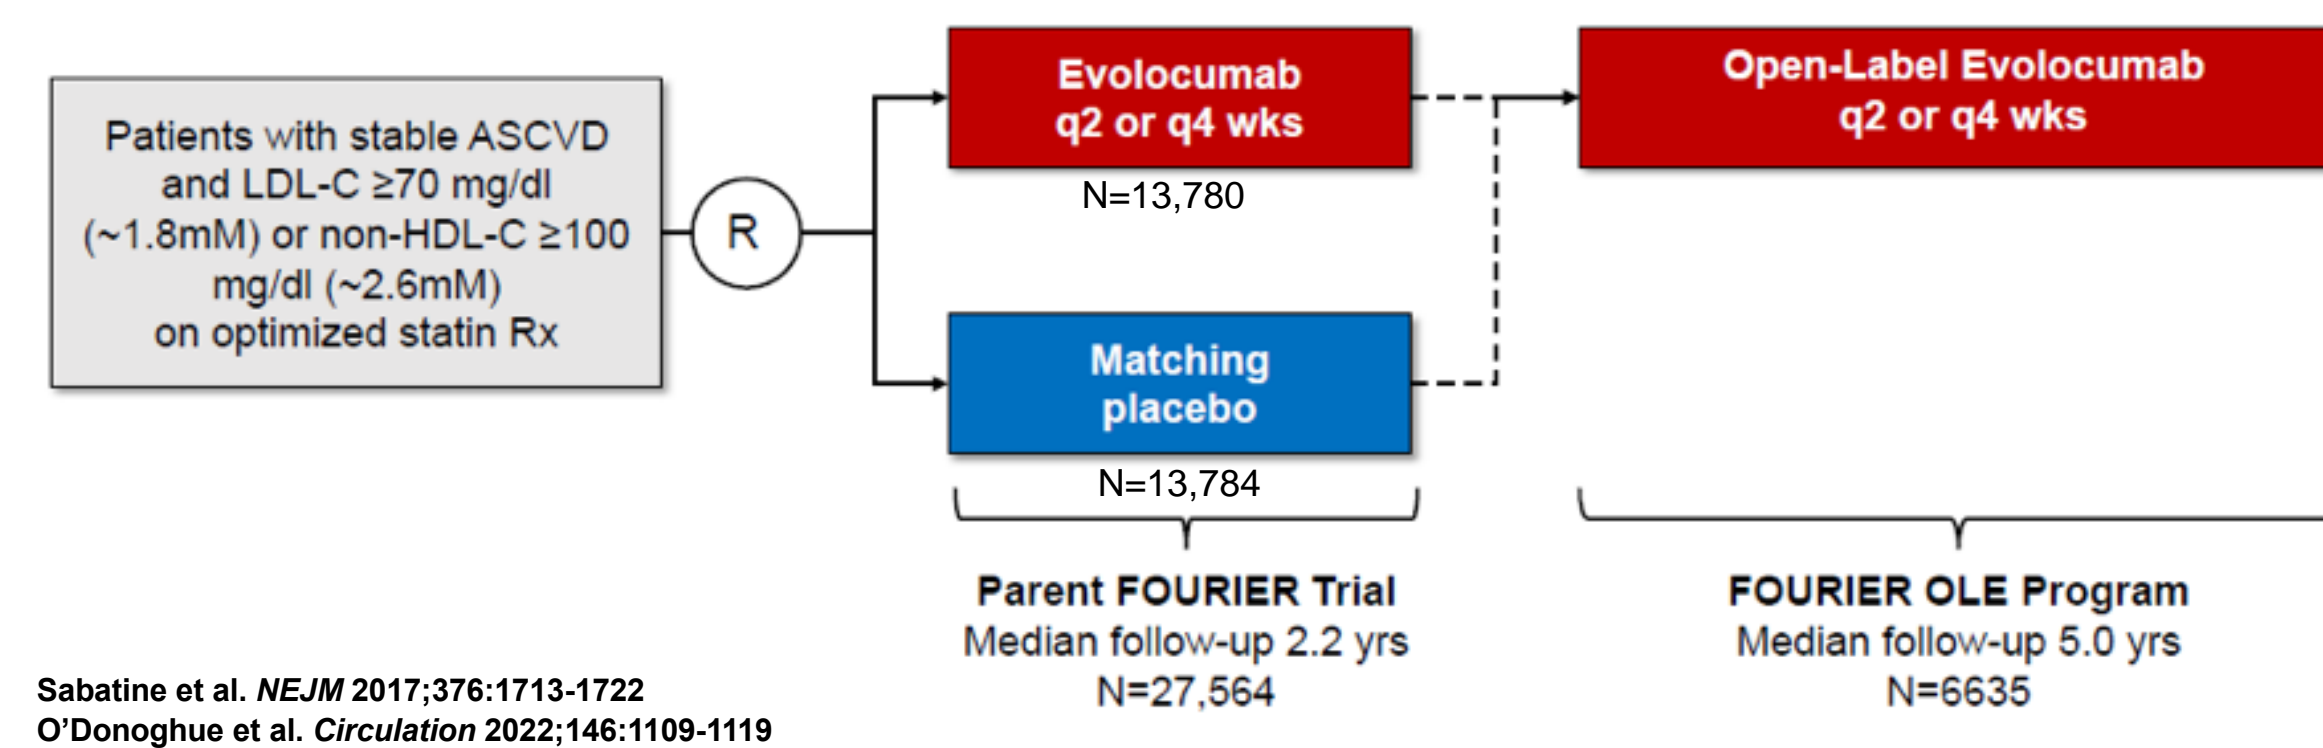 Patients with stable ASCVD
and LDL-C ≥70 mg/dl
(~1.8mM) or non-HDL-C ≥100
mg/dl (~2.6mM)
on optimized statin Rx
R
Evolocumab
q2 or q4 wks
N=13,780
Matching
placebo
N=13,784
Open-Label Evolocumab
q2 or q4 wks
Parent FOURIER Trial
Median follow-up 2.2 yrs
N=27,564
FOURIER OLE Program
Median follow-up 5.0 yrs
N=6635
Sabatine et al. NEJM 2017;376:1713-1722
O’Donoghue et al. Circulation 2022;146:1109-1119